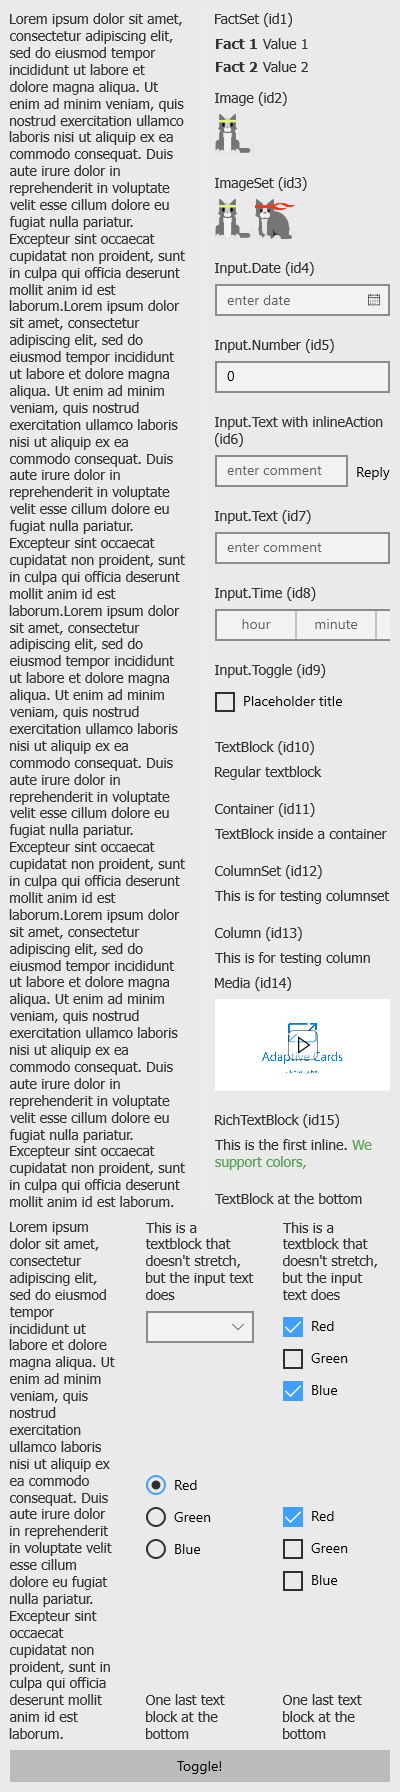 Lorem ipsum dolor sit amet,
consectetur adipiscing elit,
sed do eiusmod tempor
incididunt ut labore et
dolore magna aliqua. Ut
enim ad minim veniam, quis
nostrud exercitation ullamco
laboris nisi ut aliquip ex ea
commodo consequat. Duis
aute irure dolor in
reprehenderit in voluptate
velit esse cillum dolore eu
fugiat nulla pariatur.
Excepteur sint occaecat
cupidatat non proident, sunt
in culpa qui officia deserunt
mollit anim id est
laborum.Lorem ipsum dolor
sit amet, consectetur
adipiscing elit, sed do
eiusmod tempor incididunt
ut labore et dolore magna
aliqua. Ut enim ad minim
veniam, quis nostrud
exercitation ullamco laboris
nisi ut aliquip ex ea
commodo consequat. Duis
aute irure dolor in
reprehenderit in voluptate
velit esse cillum dolore eu
fugiat nulla pariatur.
Excepteur sint occaecat
cupidatat non proident, sunt
in culpa qui officia deserunt
mollit anim id est
laborum.Lorem ipsum dolor
sit amet, consectetur
adipiscing elit, sed do
eiusmod tempor incididunt
ut labore et dolore magna
aliqua. Ut enim ad minim
veniam, quis nostrud
exercitation ullamco laboris
nisi ut aliquip ex ea
commodo consequat. Duis
aute irure dolor in
reprehenderit in voluptate
velit esse cillum dolore eu
fugiat nulla pariatur.
Excepteur sint occaecat
cupidatat non proident, sunt
in culpa qui officia deserunt
mollit anim id est
laborum.Lorem ipsum dolor
sit amet, consectetur
adipiscing elit, sed do
eiusmod tempor incididunt
ut labore et dolore magna
aliqua. Ut enim ad minim
veniam, quis nostrud
exercitation ullamco laboris
nisi ut aliquip ex ea
commodo consequat. Duis
aute irure dolor in
reprehenderit in voluptate
velit esse cillum dolore eu
fugiat nulla pariatur.
Excepteur sint occaecat
cupidatat non proident, sunt
in culpa qui officia deserunt
mollit anim id est laborum.
FactSet (id1)
Fact 1 Value 1
Fact 2 Value 2
Image (id2)
ImageSet (id3)
Input.Date (id4)
enter date
Input.Number (id5)
0
Input.Text with inlineAction
(id6)
enter comment Reply
Input.Text (id7)
enter comment
Input.Time (id8)
hour minute
Input.Toggle (id9)
Placeholder title
TextBlock (id10)
Regular textblock
Container (id11)
TextBlock inside a container
ColumnSet (id12)
This is for testing columnset
Column (id13)
This is for testing column
Media (id14)
Adaptive Cards
RichTextBlock (id15)
This is the first inline. We
support colors,
TextBlock at the bottom
Lorem ipsum
dolor sit amet,
consectetur
adipiscing elit,
sed do eiusmod
tempor
incididunt ut
labore et dolore
magna aliqua. Ut
enim ad minim
veniam, quis
nostrud
exercitation
ullamco laboris
nisi ut aliquip ex
ea commodo
consequat. Duis
aute irure dolor
in reprehenderit
in voluptate velit
esse cillum
dolore eu fugiat
nulla pariatur.
Excepteur sint
occaecat
cupidatat non
proident, sunt in
culpa qui officia
deserunt mollit
anim id est
laborum.
This is a
textblock that
doesn't stretch,
but the input text
does
Red
Green
Blue
One last text
block at the
bottom
This is a
textblock that
doesn't stretch,
but the input
text does
Red
Green
Blue
Red
Green
Blue
One last text
block at the
bottom
Toggle!